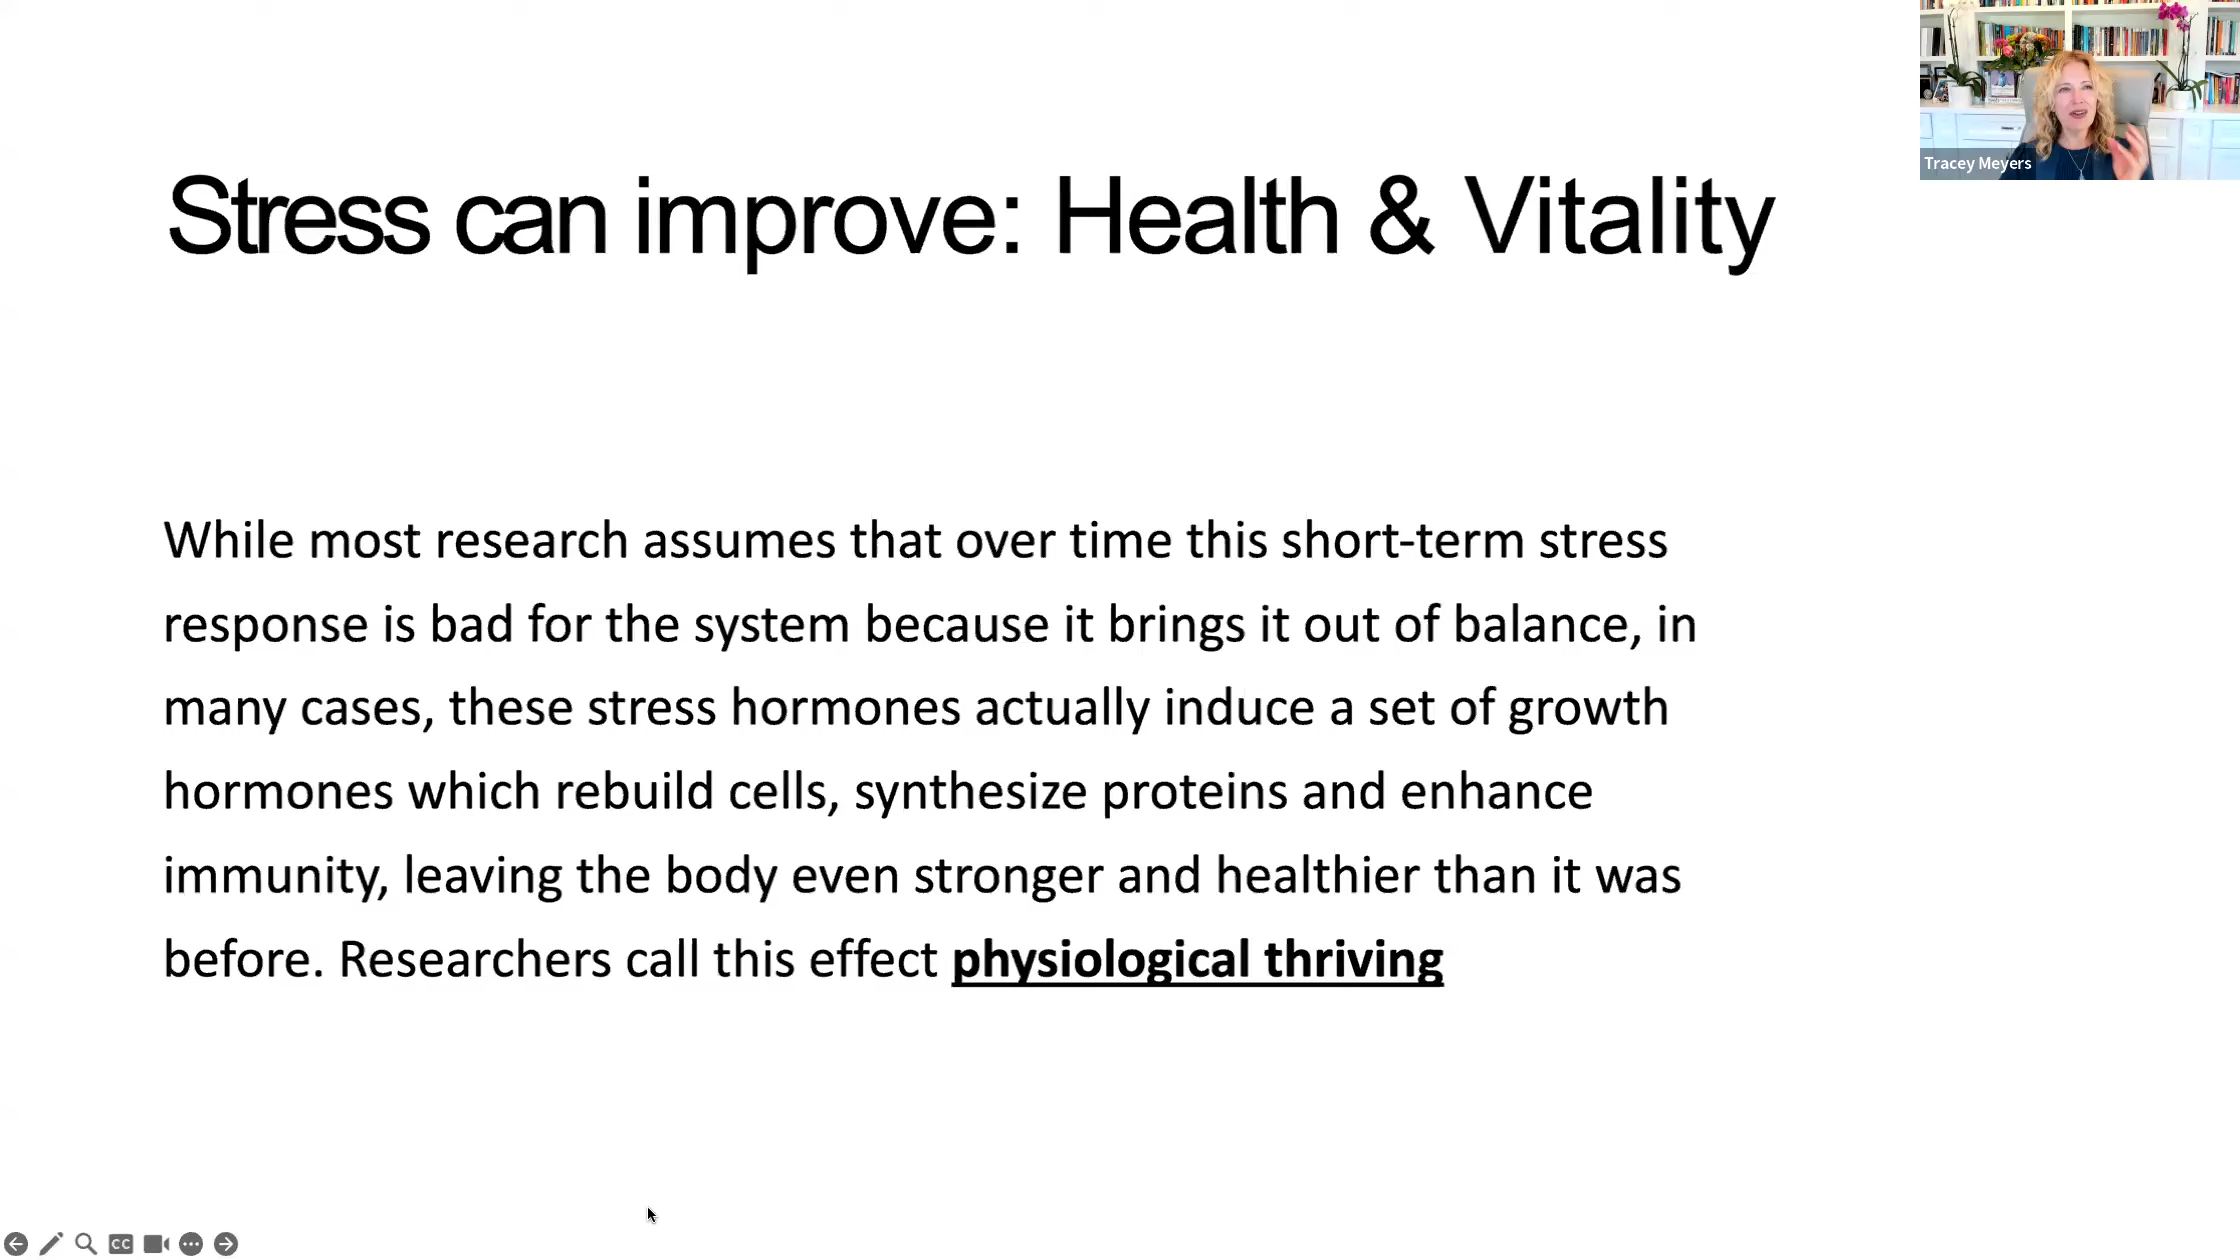 Stress can improve: Health & Vitality
Tracey Meyers
While most research assumes that over time this short-term stress
response is bad for the system because it brings it out of balance, in
many cases, these stress hormones actually induce a set of growth
hormones which rebuild cells, synthesize proteins and enhance
immunity, leaving the body even stronger and healthier than it was
before. Researchers call this effect physiological thriving
CC